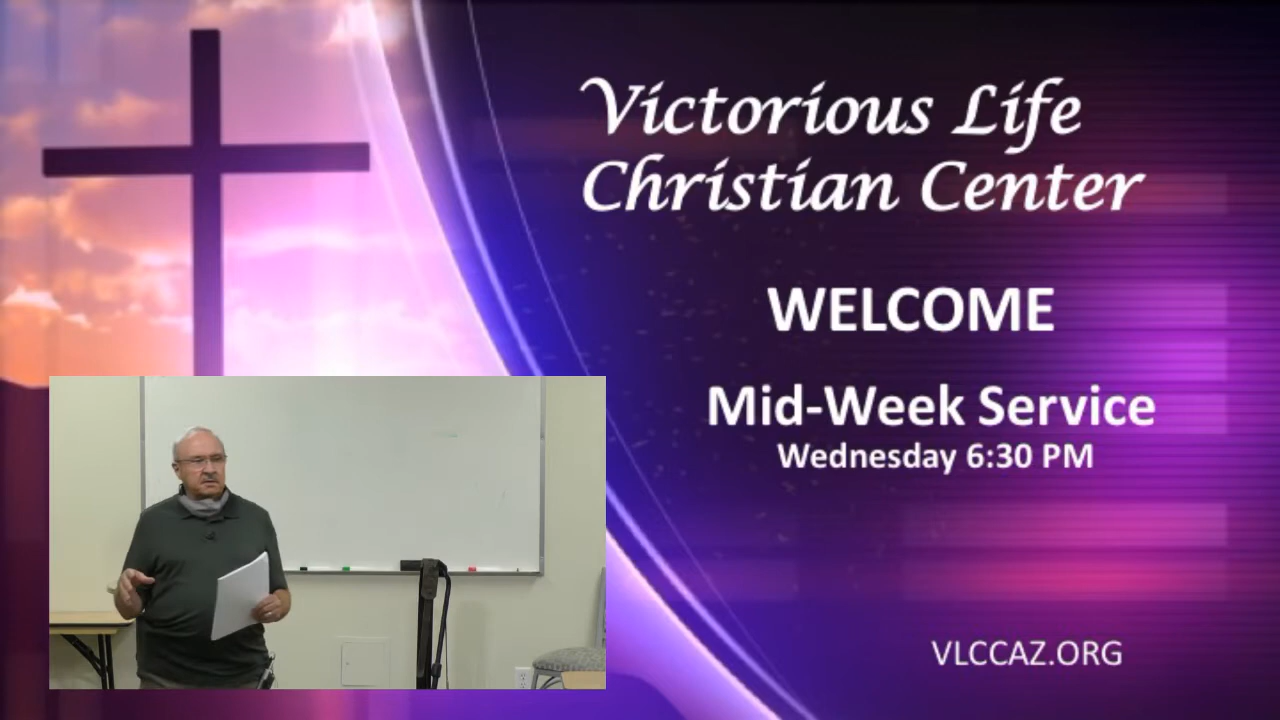 Victorious Life
Christian Center
WELCOME
Mid-Week Service
Wednesday 6:30 PM
VLCCAZ.ORG